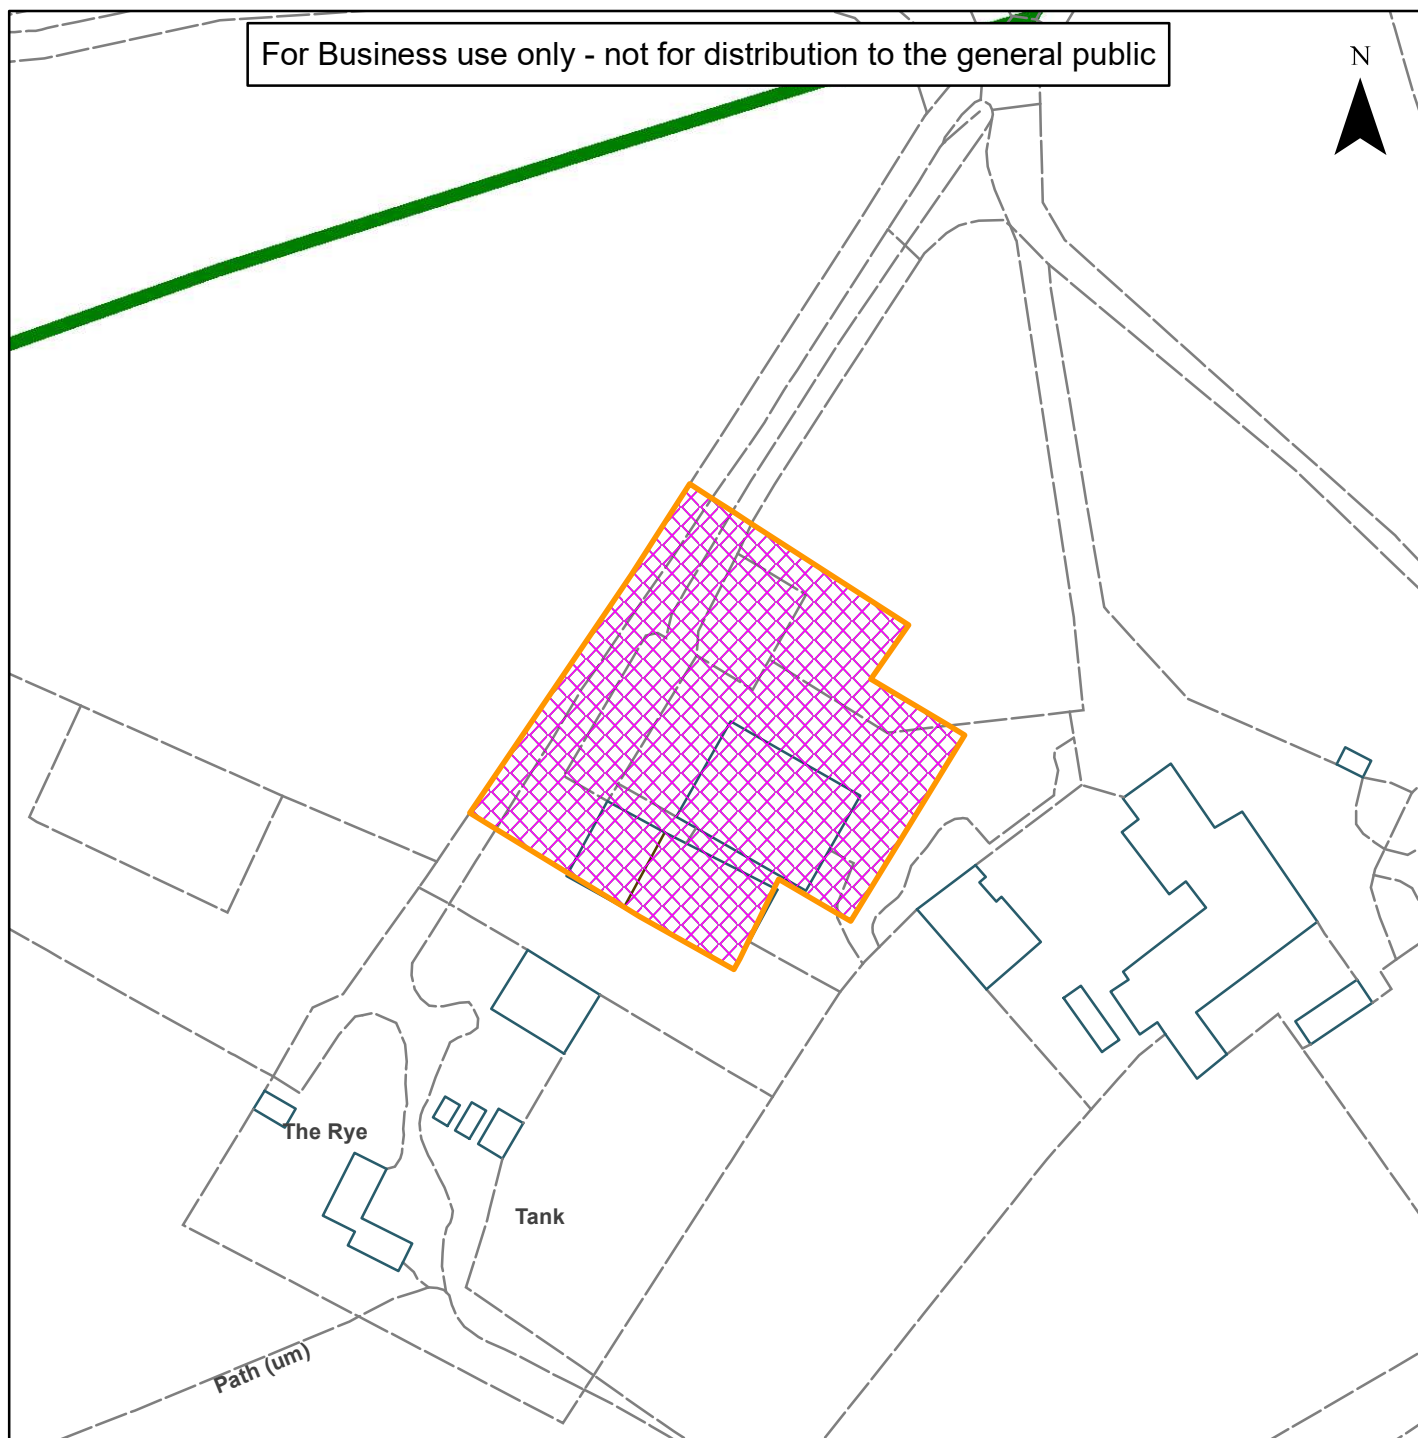 For Business use only - not for distribution to the general public
N
The Rye
Tank
Path (um)